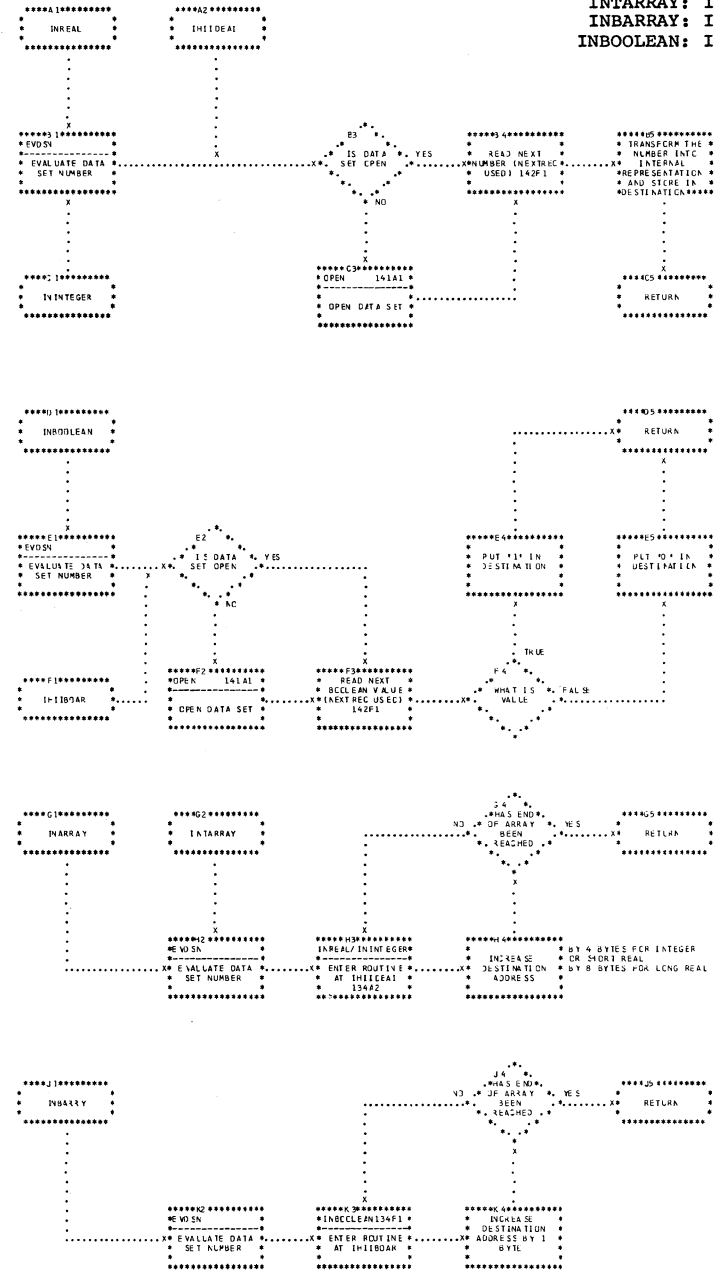 INTARRAY: I
INBARRAY: I
INBOOLEAN: I
A1
INREAL
A2
IHIIDEAI
B1
EVDSN
EVALUATE DATA
SET NUMBER
B3
IS DATA
SET OPEN
YES
NO
B4
READ NEXT
NUMBER (NEXTREC
USED) 142F1
B5
TRANSFORM THE
NUMBER INTO
INTERNAL
REPRESENTATION
AND STORE IN
DESTINATION
C1
ININTEGER
C3
OPEN 141A1
OPEN DATA SET
C5
RETURN
D1
INBOOLEAN
D5
RETURN
E1
EVDSN
EVALUATE DATA
SET NUMBER
E2
IS DATA
SET OPEN
YES
NO
E4
PUT '1' IN
DESTINATION
E5
PUT '0' IN
DESTINATION
F1
IHIIBOAR
F2
OPEN 141A1
OPEN DATA SET
F3
READ NEXT
BOOLEAN VALUE
(NEXTREC USED)
142F1
F4
WHAT IS
VALUE
TRUE
FALSE
G1
INARRAY
G2
INTARRAY
G4
HAS END
OF ARRAY
BEEN
REACHED
NO
YES
G5
RETURN
H2
EVDSN
EVALUATE DATA
SET NUMBER
H3
INREAL/ININTEGER
ENTER ROUTINE
AT IHIIDEAI
134A2
H4
INCREASE
DESTINATION
ADDRESS
* BY 4 BYTES FOR INTEGER
OR SHORT REAL
* BY 8 BYTES FOR LONG REAL
J1
INBARRY
J4
HAS END
OF ARRAY
BEEN
REACHED
NO
YES
J5
RETURN
K2
EVDSN
EVALUATE DATA
SET NUMBER
K3
INBOOLEAN134F1
ENTER ROUTINE
AT IHIIBOAR
K4
INCREASE
DESTINATION
ADDRESS BY 1
BYTE